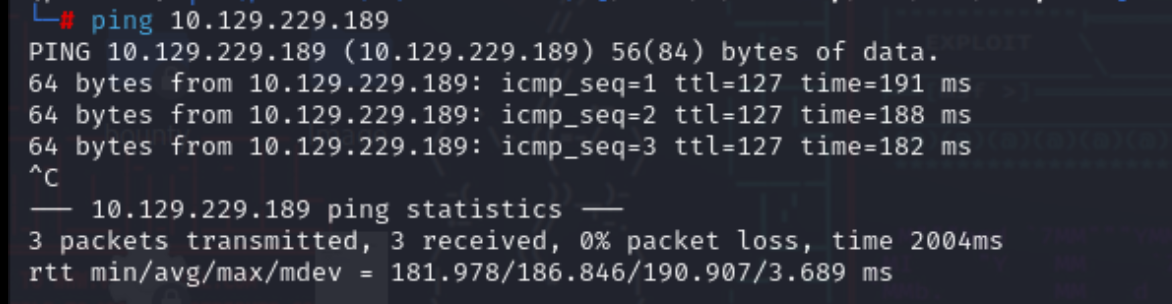 └─# ping 10.129.229.189
PING 10.129.229.189 (10.129.229.189) 56(84) bytes of data.
64 bytes from 10.129.229.189: icmp_seq=1 ttl=127 time=191 ms
64 bytes from 10.129.229.189: icmp_seq=2 ttl=127 time=188 ms
64 bytes from 10.129.229.189: icmp_seq=3 ttl=127 time=182 ms
^C
--- 10.129.229.189 ping statistics ---
3 packets transmitted, 3 received, 0% packet loss, time 2004ms
rtt min/avg/max/mdev = 181.978/186.846/190.907/3.689 ms
EXPLOIT
bounty